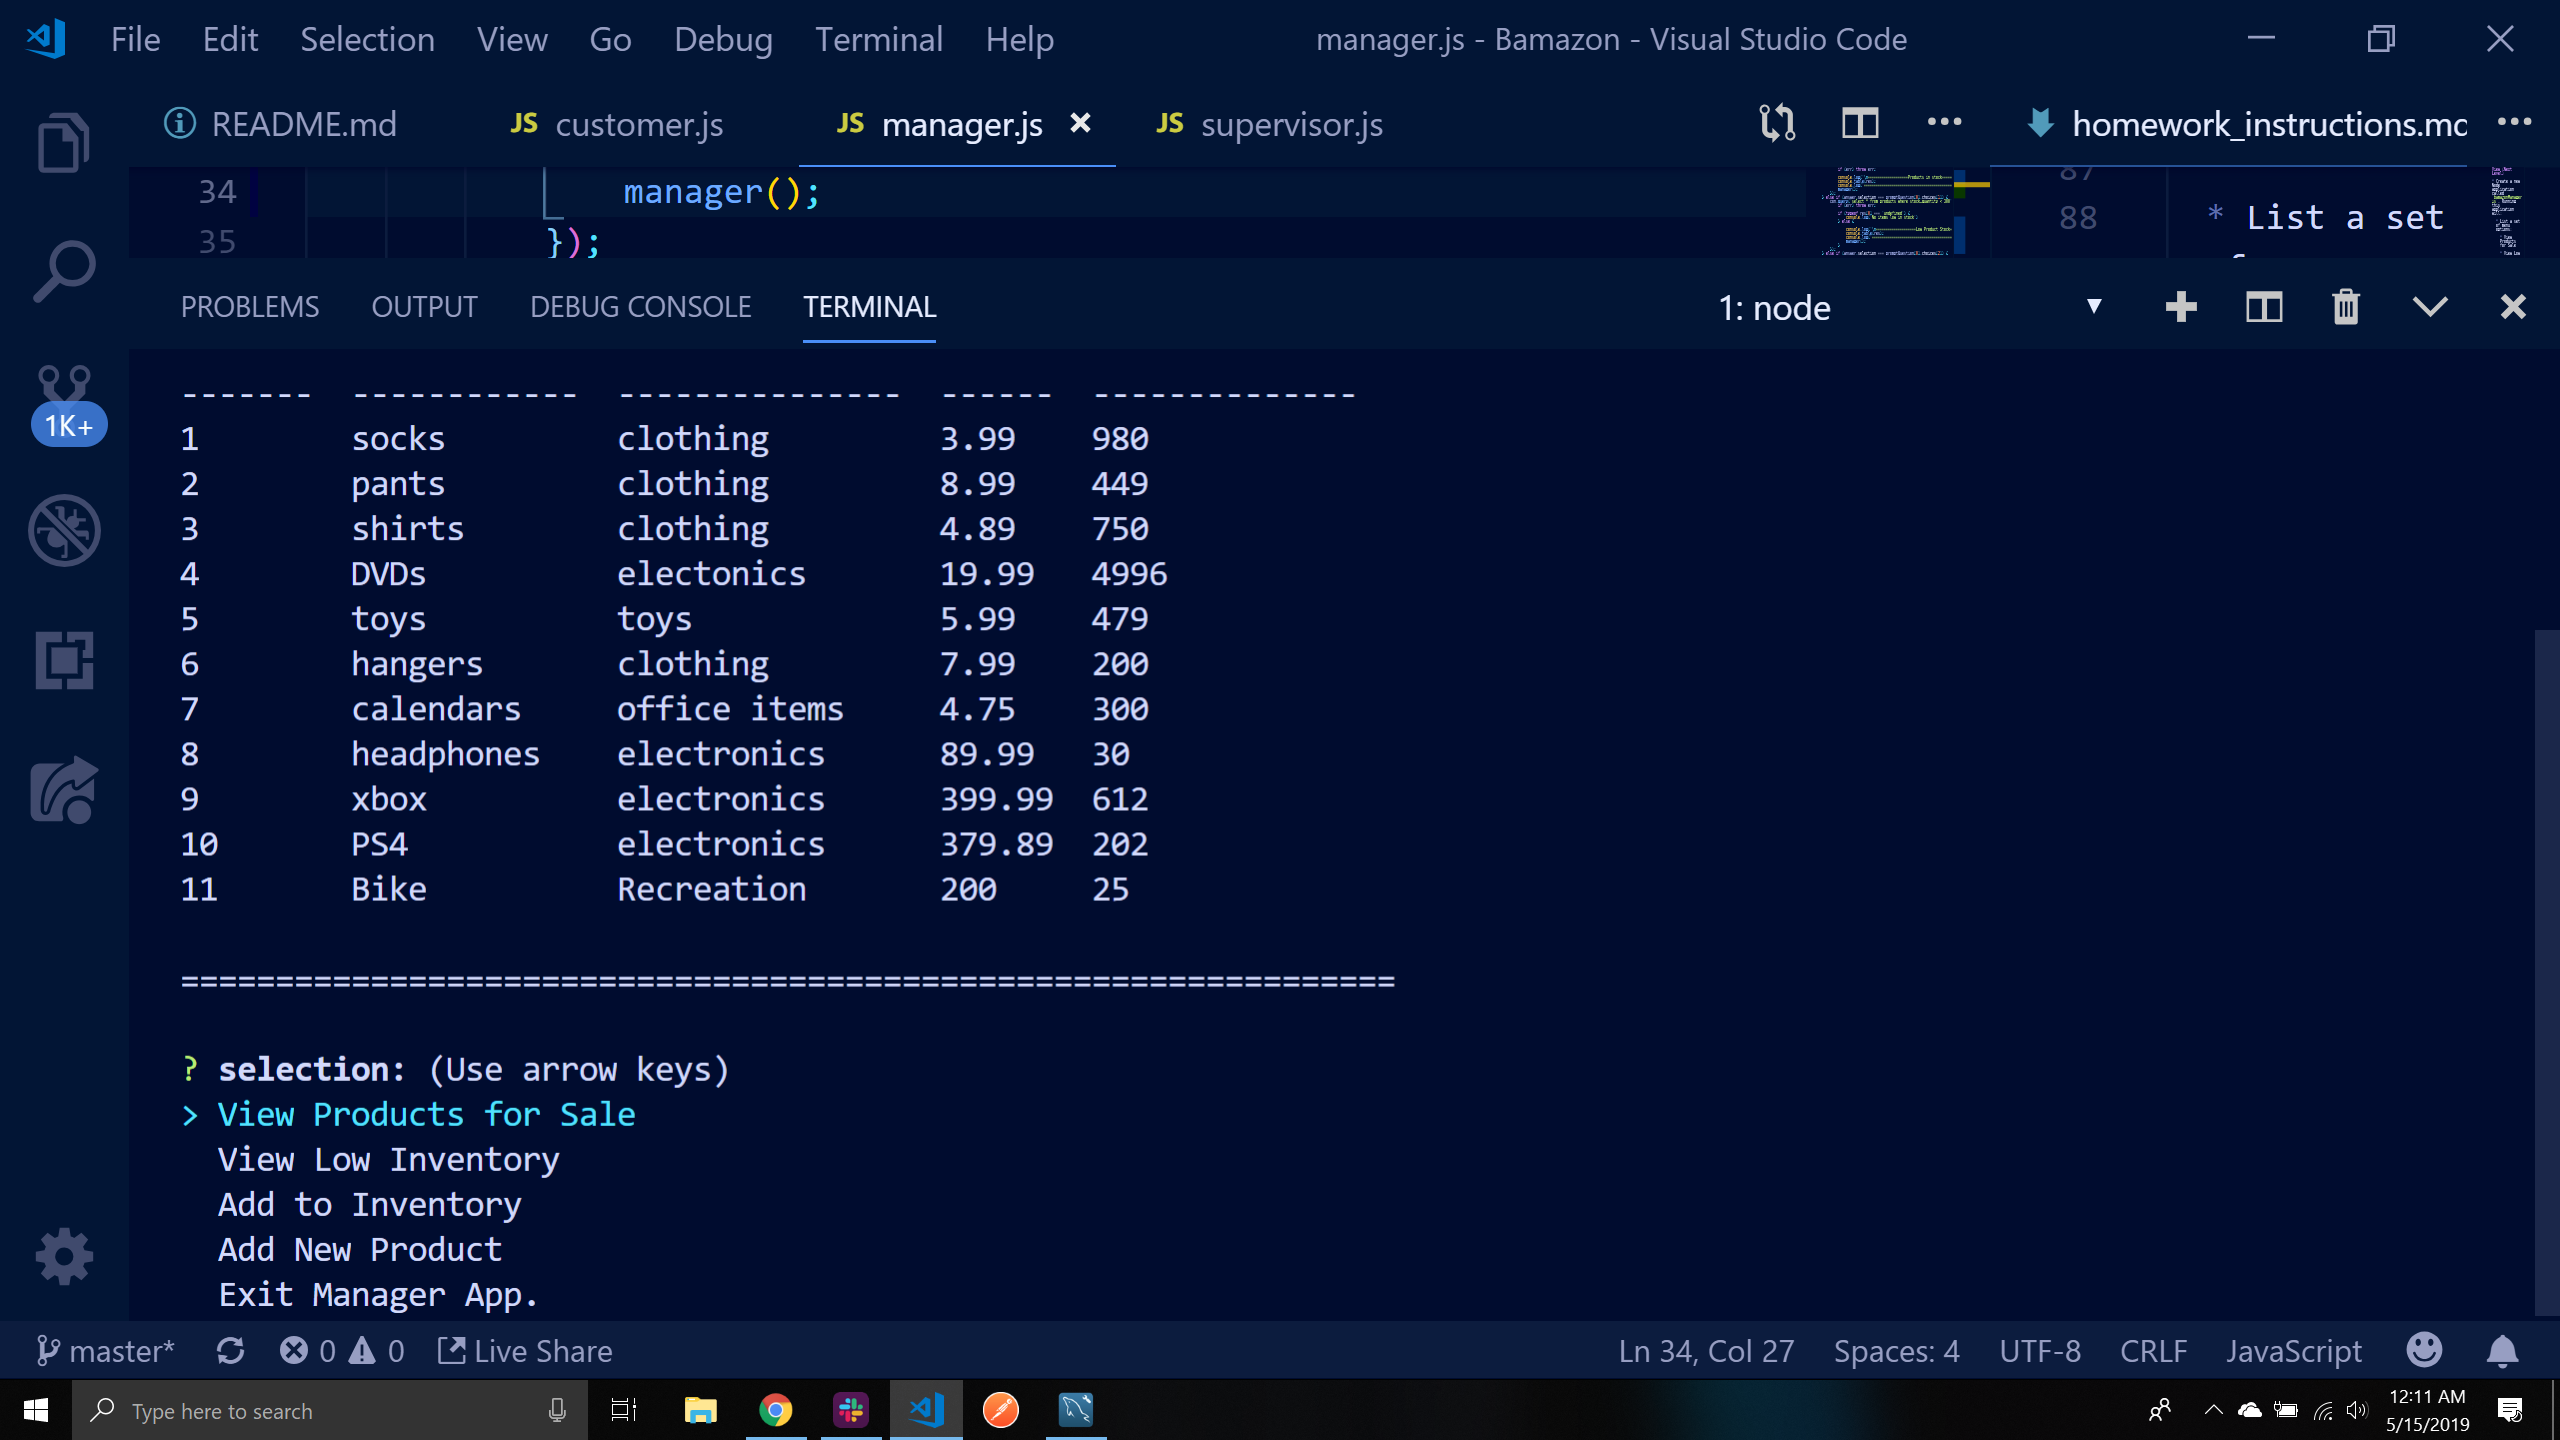 File Edit Selection View Go Debug Terminal Help manager.js - Bamazon - Visual Studio Code
README.md JS customer.js JS manager.js JS supervisor.js homework_instructions.md
34 manager();
35 });
87
88 * List a set
PROBLEMS OUTPUT DEBUG CONSOLE TERMINAL 1: node
------- ------------ --------------- ------ --------------
1 socks clothing 3.99 980
2 pants clothing 8.99 449
3 shirts clothing 4.89 750
4 DVDs electonics 19.99 4996
5 toys toys 5.99 479
6 hangers clothing 7.99 200
7 calendars office items 4.75 300
8 headphones electronics 89.99 30
9 xbox electronics 399.99 612
10 PS4 electronics 379.89 202
11 Bike Recreation 200 25
================================================================
? selection: (Use arrow keys)
> View Products for Sale
View Low Inventory
Add to Inventory
Add New Product
Exit Manager App.
1K+
master* 0 0 Live Share Ln 34, Col 27 Spaces: 4 UTF-8 CRLF JavaScript
Type here to search 12:11 AM
5/15/2019